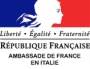 Liberté • Égalité • Fraternité
RÉPUBLIQUE FRANÇAISE
AMBASSADE DE FRANCE
EN ITALIE